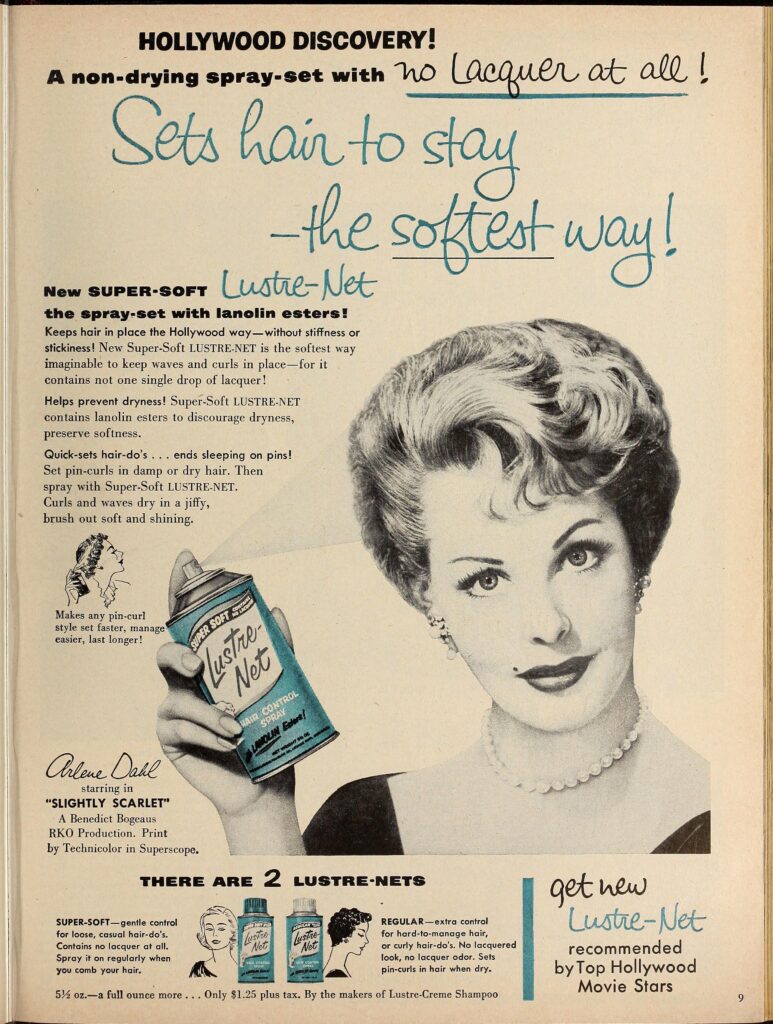 HOLLYWOOD DISCOVERY!
A non-drying spray-set with no Lacquer at all!
Sets hair to stay
—the softest way!
New SUPER-SOFT Lustre-Net
the spray-set with lanolin esters!
Keeps hair in place the Hollywood way—without stiffness or
stickiness! New Super-Soft LUSTRE-NET is the softest way
imaginable to keep waves and curls in place—for it
contains not one single drop of lacquer!
Helps prevent dryness! Super-Soft LUSTRE-NET
contains lanolin esters to discourage dryness,
preserve softness.
Quick-sets hair-do's . . . ends sleeping on pins!
Set pin-curls in damp or dry hair. Then
spray with Super-Soft LUSTRE-NET.
Curls and waves dry in a jiffy,
brush out soft and shining.
Makes any pin-curl
style set faster, manage
easier, last longer!
SUPER SOFT
Lustre-
Net
HAIR CONTROL
SPRAY
LANOLIN Esters!
Arlene Dahl
starring in
"SLIGHTLY SCARLET"
A Benedict Bogeaus
RKO Production. Print
by Technicolor in Superscope.
THERE ARE 2 LUSTRE-NETS
SUPER-SOFT—gentle control
for loose, casual hair-do's.
Contains no lacquer at all.
Spray it on regularly when
you comb your hair.
Lustre-
Net
Lustre-
Net
REGULAR—extra control
for hard-to-manage hair,
or curly hair-do's. No lacquered
look, no lacquer odor. Sets
pin-curls in hair when dry.
5½ oz.—a full ounce more . . . Only $1.25 plus tax. By the makers of Lustre-Creme Shampoo
get new
Lustre-Net
recommended
by Top Hollywood
Movie Stars
9